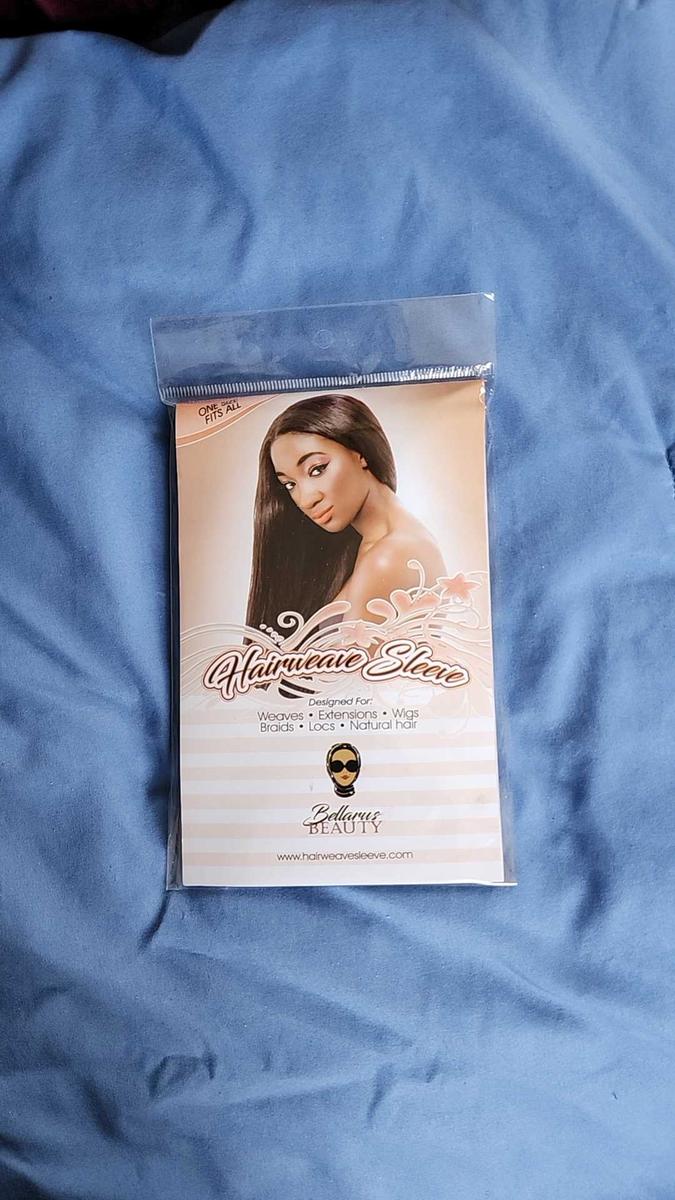 ONE SIZE
FITS ALL
Hairweave Sleeve
Designed For:
Weaves • Extensions • Wigs
Braids • Locs • Natural hair
Bellarus
BEAUTY
www.hairweavesleeve.com